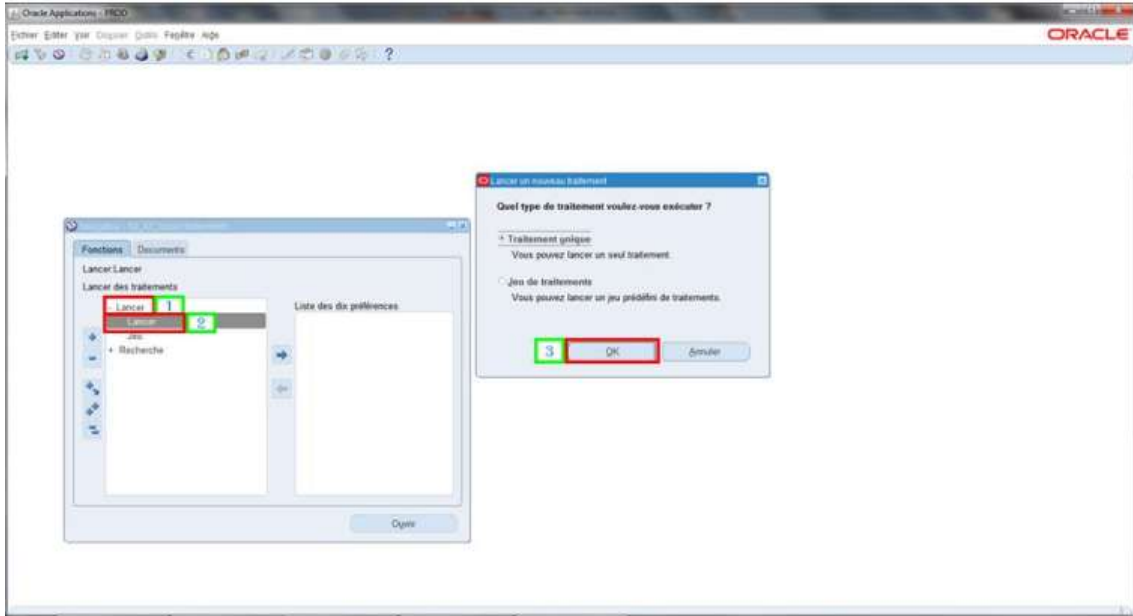 Oracle Applications - PROD
Fichier Editer Voir Dossier Outils Fenêtre Aide
ORACLE
Lancer un nouveau traitement
Quel type de traitement voulez-vous exécuter ?
Traitement unique
Vous pouvez lancer un seul traitement.
Jeu de traitements
Vous pouvez lancer un jeu prédéfini de traitements.
3 OK Annuler
Fonctions Documents
Lancer:Lancer
Lancer des traitements
- Lancer 1
Lancer 2
Jeu
+ Recherche
Liste des dix préférences
Ouvrir